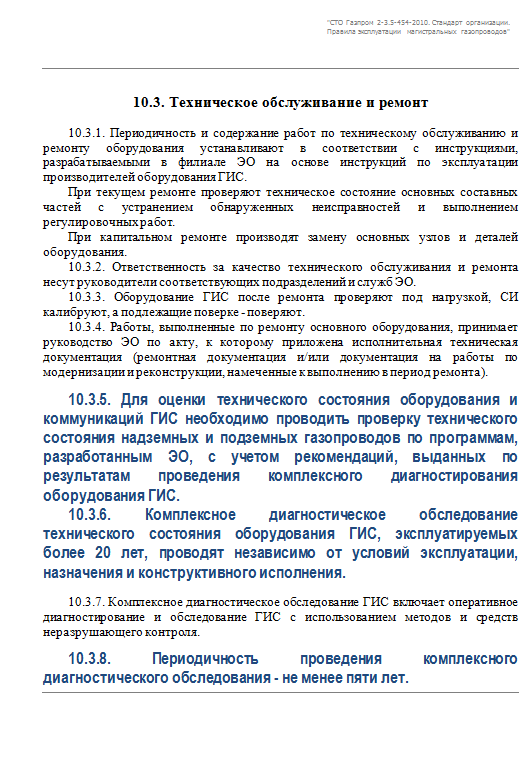 "СТО Газпром 2-3.5-454-2010. Стандарт организации.
Правила эксплуатации магистральных газопроводов"
10.3. Техническое обслуживание и ремонт
10.3.1. Периодичность и содержание работ по техническому обслуживанию и
ремонту оборудования устанавливают в соответствии с инструкциями,
разрабатываемыми в филиале ЭО на основе инструкций по эксплуатации
производителей оборудования ГИС.
При текущем ремонте проверяют техническое состояние основных составных
частей с устранением обнаруженных неисправностей и выполнением
регулировочных работ.
При капитальном ремонте производят замену основных узлов и деталей
оборудования.
10.3.2. Ответственность за качество технического обслуживания и ремонта
несут руководители соответствующих подразделений и служб ЭО.
10.3.3. Оборудование ГИС после ремонта проверяют под нагрузкой, СИ
калибруют, а подлежащие поверке - поверяют.
10.3.4. Работы, выполненные по ремонту основного оборудования, принимает
руководство ЭО по акту, к которому приложена исполнительная техническая
документация (ремонтная документация и/или документация на работы по
модернизации и реконструкции, намеченные к выполнению в период ремонта).
10.3.5. Для оценки технического состояния оборудования и
коммуникаций ГИС необходимо проводить проверку технического
состояния надземных и подземных газопроводов по программам,
разработанным ЭО, с учетом рекомендаций, выданных по
результатам проведения комплексного диагностирования
оборудования ГИС.
10.3.6. Комплексное диагностическое обследование
технического состояния оборудования ГИС, эксплуатируемых
более 20 лет, проводят независимо от условий эксплуатации,
назначения и конструктивного исполнения.
10.3.7. Комплексное диагностическое обследование ГИС включает оперативное
диагностирование и обследование ГИС с использованием методов и средств
неразрушающего контроля.
10.3.8. Периодичность проведения комплексного
диагностического обследования - не менее пяти лет.